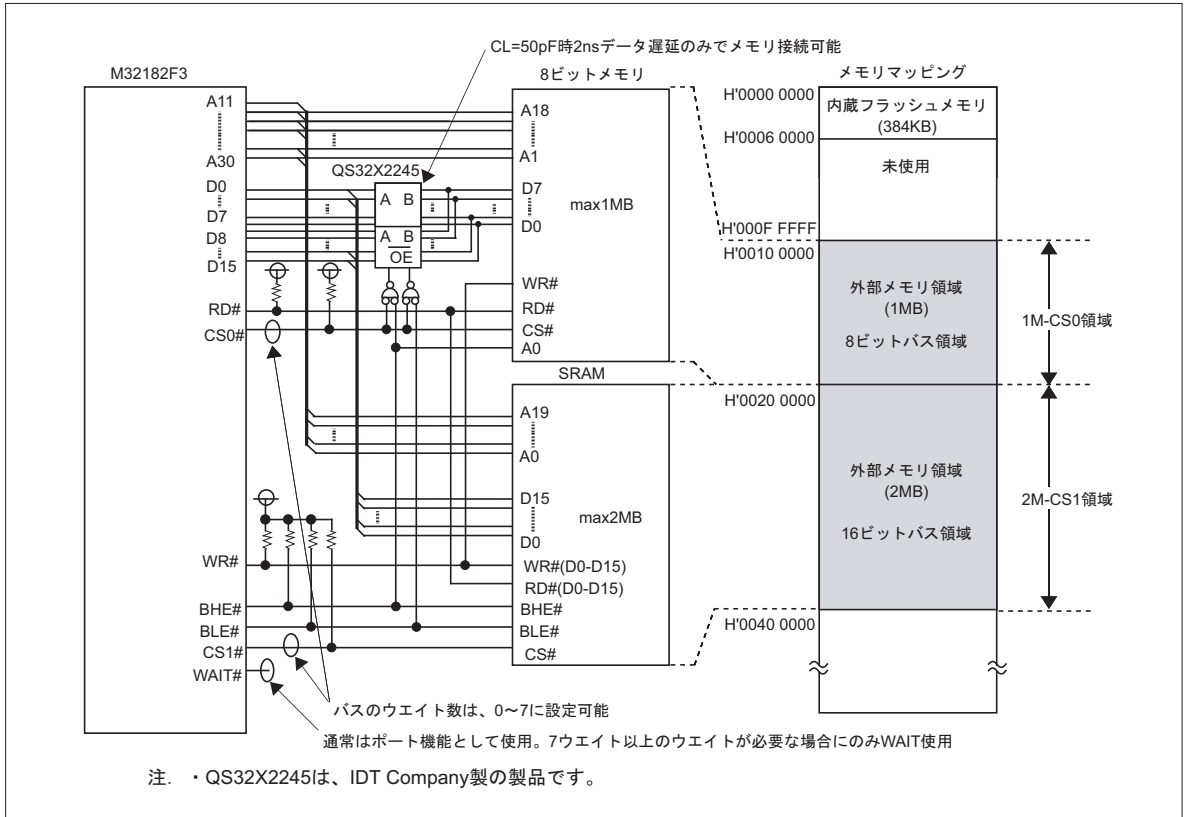 CL=50pF時2nsデータ遅延のみでメモリ接続可能
M32182F3
8ビットメモリ
メモリマッピング
A11
A30
D0
D7
D8
D15
RD#
CS0#
WR#
BHE#
BLE#
CS1#
WAIT#
QS32X2245
A B
A B
OE
A18
A1
D7
D0
max1MB
WR#
RD#
CS#
A0
SRAM
A19
A0
D15
max2MB
D0
WR#(D0-D15)
RD#(D0-D15)
BHE#
BLE#
CS#
H'0000 0000
内蔵フラッシュメモリ
(384KB)
H'0006 0000
未使用
H'000F FFFF
H'0010 0000
外部メモリ領域
(1MB)
8ビットバス領域
1M-CS0領域
H'0020 0000
外部メモリ領域
(2MB)
16ビットバス領域
2M-CS1領域
H'0040 0000
バスのウエイト数は、0～7に設定可能
通常はポート機能として使用。7ウエイト以上のウエイトが必要な場合にのみWAIT使用
注. ・QS32X2245は、IDT Company製の製品です。